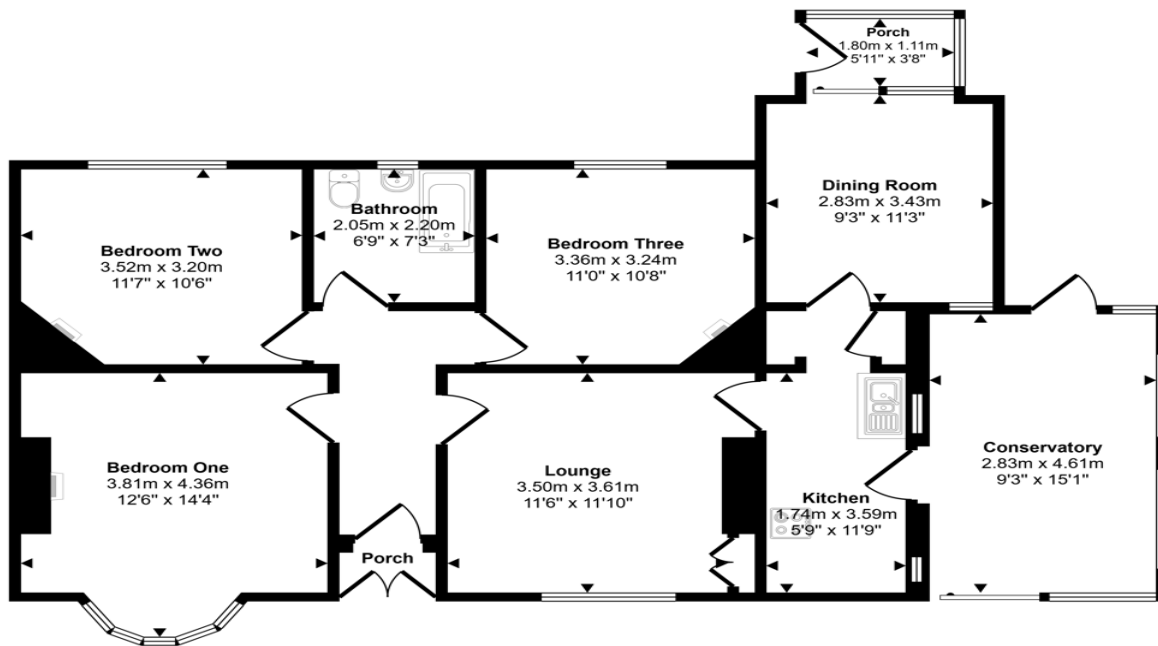 Porch
1.80m x 1.11m
5'11" x 3'8"
Dining Room
2.83m x 3.43m
9'3" x 11'3"
Bathroom
2.05m x 2.20m
6'9" x 7'3"
Bedroom Two
3.52m x 3.20m
11'7" x 10'6"
Bedroom Three
3.36m x 3.24m
11'0" x 10'8"
Bedroom One
3.81m x 4.36m
12'6" x 14'4"
Lounge
3.50m x 3.61m
11'6" x 11'10"
Kitchen
1.74m x 3.59m
5'9" x 11'9"
Conservatory
2.83m x 4.61m
9'3" x 15'1"
Porch